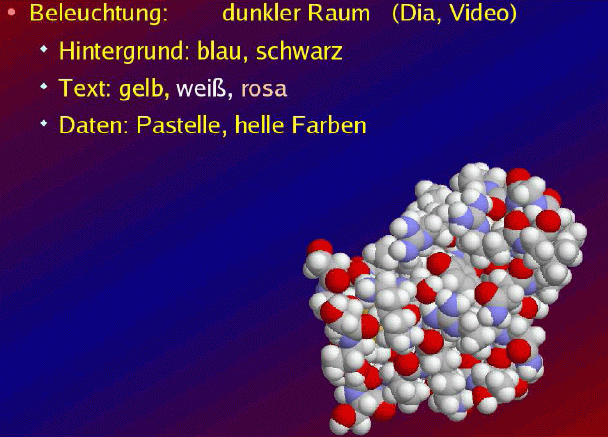 Beleuchtung: dunkler Raum (Dia, Video)
Hintergrund: blau, schwarz
Text: gelb, weiß, rosa
Daten: Pastelle, helle Farben